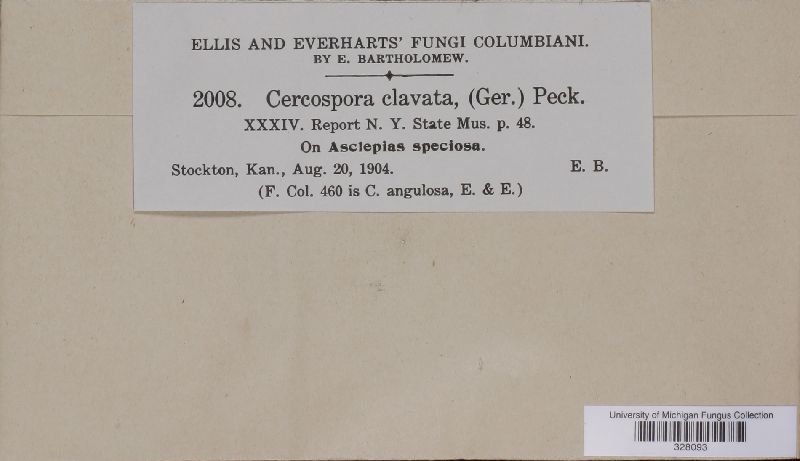 ELLIS AND EVERHARTS' FUNGI COLUMBIANI.
BY E. BARTHOLOMEW.
2008. Cercospora clavata, (Ger.) Peck.
XXXIV. Report N. Y. State Mus. p. 48.
On Asclepias speciosa.
Stockton, Kan., Aug. 20, 1904. E. B.
(F. Col. 460 is C. angulosa, E. & E.)
University of Michigan Fungus Collection
328093